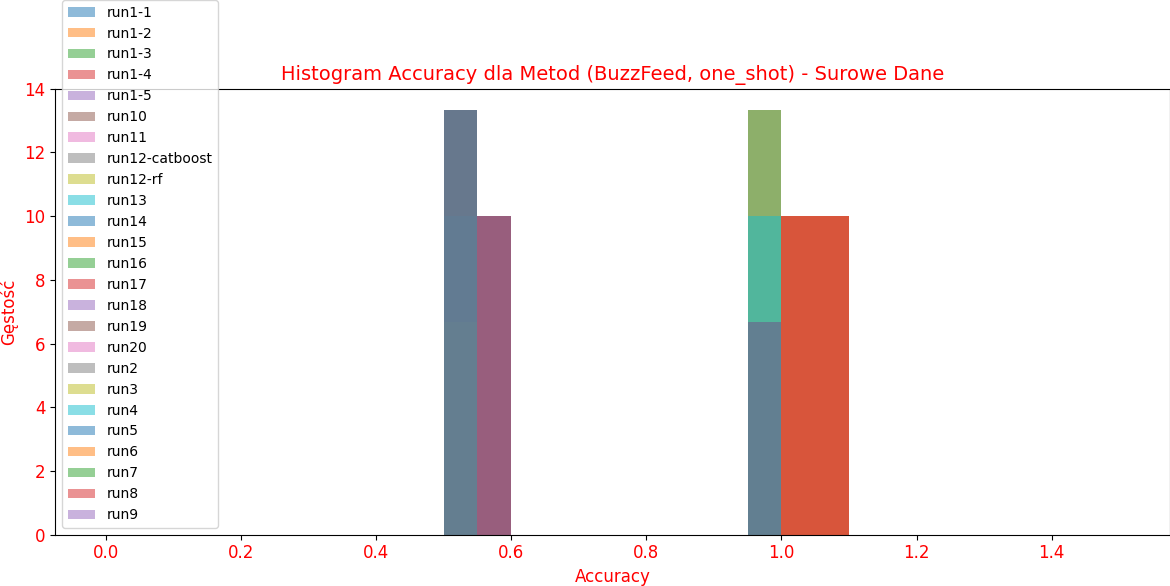 run1-1
run1-2
run1-3
run1-4
run1-5
run10
run11
run12-catboost
run12-rf
run13
run14
run15
run16
run17
run18
run19
run20
run2
run3
run4
run5
run6
run7
run8
run9
Histogram Accuracy dla Metod (BuzzFeed, one_shot) - Surowe Dane
Gęstość
14
12
10
8
6
4
2
0
0.0 0.2 0.4 0.6 0.8 1.0 1.2 1.4
Accuracy